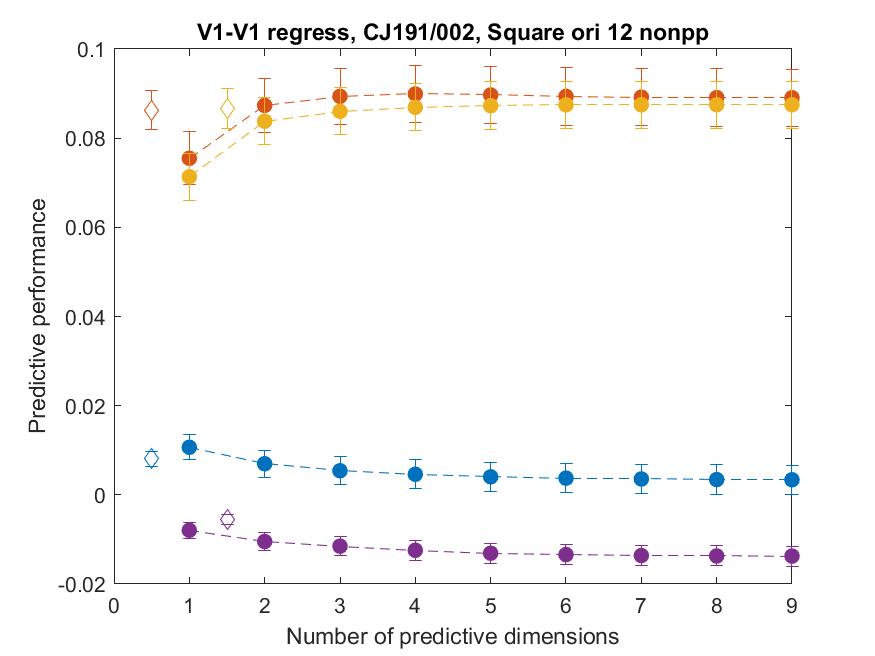 V1-V1 regress, CJ191/002, Square ori 12 nonpp
0.1
0.08
0.06
0.04
0.02
0
-0.02
Predictive performance
0 1 2 3 4 5 6 7 8 9
Number of predictive dimensions